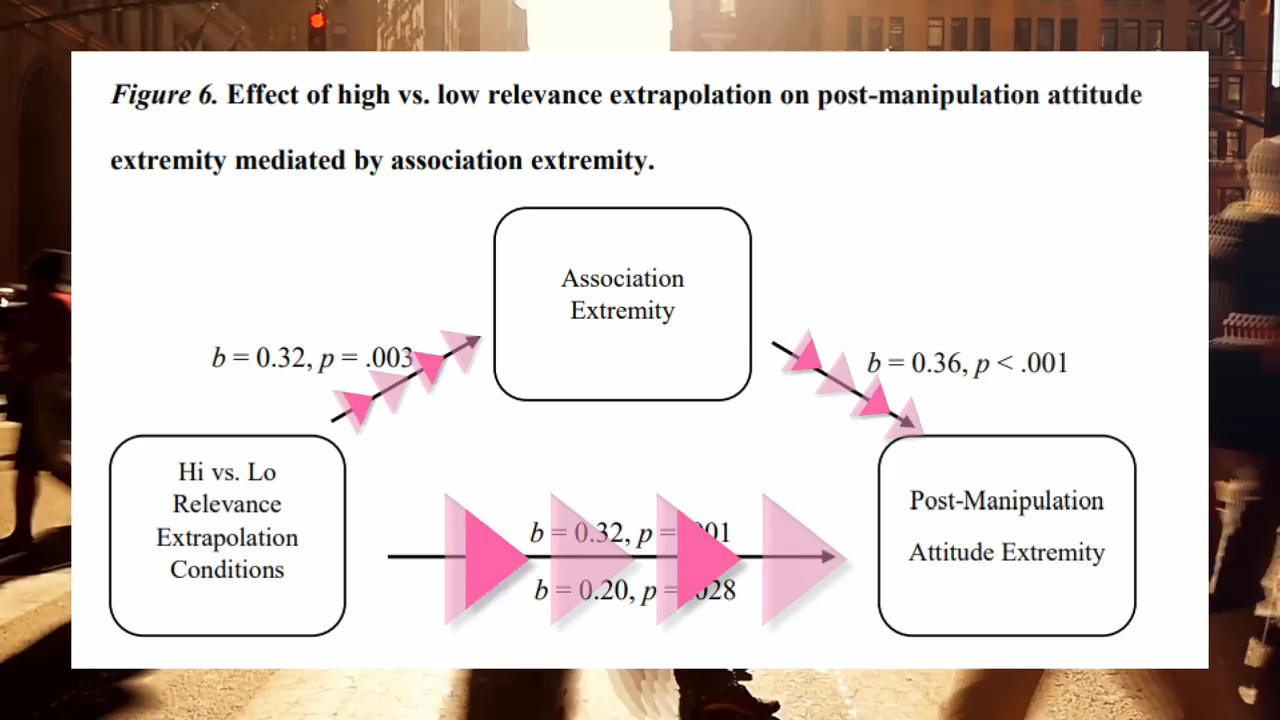 Figure 6. Effect of high vs. low relevance extrapolation on post-manipulation attitude
extremity mediated by association extremity.
Association
Extremity
b = 0.32, p = .003
b = 0.36, p < .001
Hi vs. Lo
Relevance
Extrapolation
Conditions
b = 0.32, p =
b = 0.20, p =
Post-Manipulation
Attitude Extremity